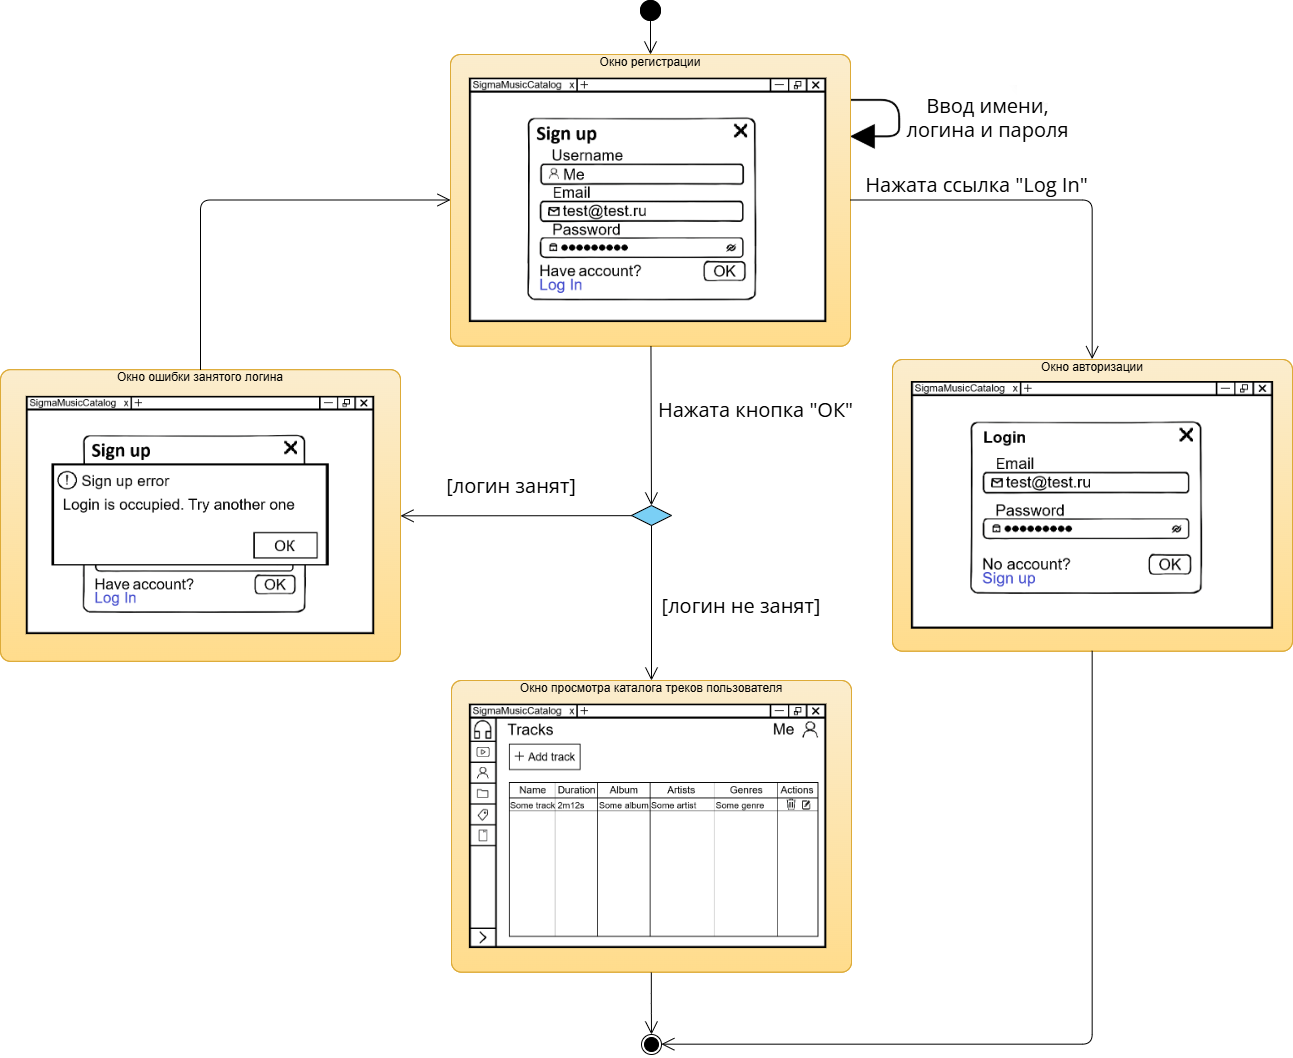 Окно регистрации
SigmaMusicCatalog x +
Sign up
Username
Me
Email
test@test.ru
Password
Have account?
Log In
OK
Ввод имени,
логина и пароля
Нажата ссылка "Log In"
Окно ошибки занятого логина
SigmaMusicCatalog x +
Sign up
Sign up error
Login is occupied. Try another one
OK
Have account?
Log In
OK
Нажата кнопка "ОК"
[логин занят]
[логин не занят]
Окно авторизации
SigmaMusicCatalog x +
Login
Email
test@test.ru
Password
No account?
Sign up
OK
Окно просмотра каталога треков пользователя
SigmaMusicCatalog x +
Tracks
Me
+ Add track
Name Duration Album Artists Genres Actions
Some track 2m12s Some album Some artist Some genre